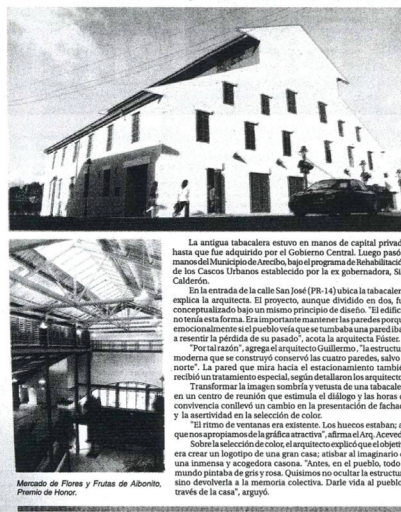 La antigua tabacalera estuvo en manos de capital privad
hasta que fue adquirido por el Gobierno Central. Luego pasó
manos del Municipio de Arecibo, bajo el programa de Rehabilitació
de los Cascos Urbanos establecido por la ex gobernadora, Si
Calderón.
En la entrada de la calle San José (PR-14) ubica la tabacaler
explica la arquitecta. El proyecto, aunque dividido en dos, fu
conceptualizado bajo un mismo principio de diseño. "El edific
no tenía esta forma. Era importante mantener las paredes porqu
emocionalmente si el pueblo veía que se tumbaba una pared iba
a resentir la pérdida de su pasado", acota la arquitecta Fúster.
"Por tal razón", agrega el arquitecto Guillermo, "la estructu
moderna que se construyó conservó las cuatro paredes, salvo
norte". La pared que mira hacia el estacionamiento tambié
recibió un tratamiento especial, según detallaron los arquitecto
Transformar la imagen sombría y vetusta de una tabacale
en un centro de reunión que estimula el diálogo y las horas d
convivencia conllevó un cambio en la presentación de fachad
y la asertividad en la selección de color.
"El ritmo de ventanas era existente. Los huecos estaban; a
que nos apropiamos de la gráfica atractiva", afirma el Arq. Aceved
Sobre la selección de color, el arquitecto explicó que el objeti
era crear un logotipo de una gran casa; atisbar al imaginario
una inmensa y acogedora casona. "Antes, en el pueblo, todo
mundo pintaba de gris y rosa. Quisimos no ocultar la estructu
sino devolverla a la memoria colectiva. Darle vida al pueblo
través de la casa", arguyó.
Mercado de Flores y Frutas de Aibonito,
Premio de Honor.